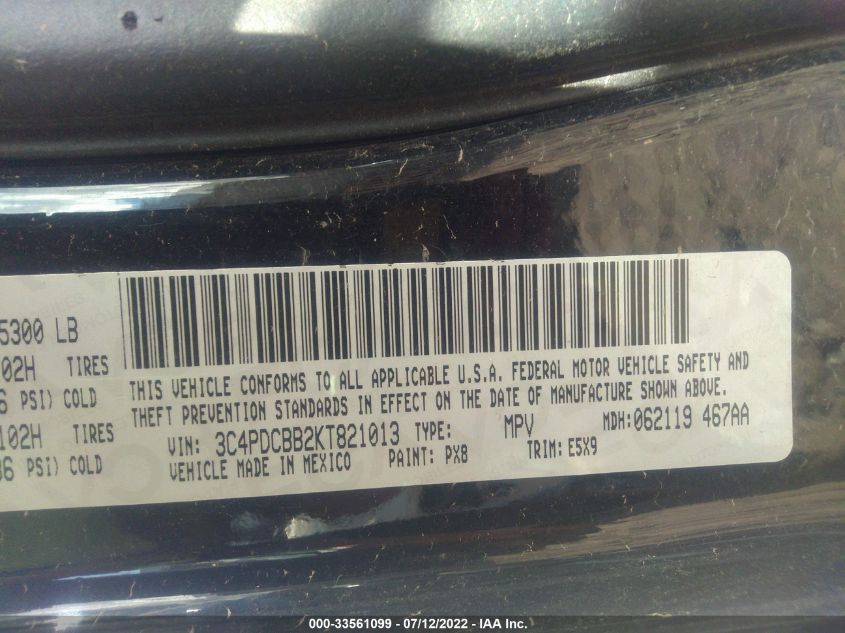 5300 LB
02H TIRES
6 PSI) COLD
102H TIRES
36 PSI) COLD
THIS VEHICLE CONFORMS TO ALL APPLICABLE U.S.A. FEDERAL MOTOR VEHICLE SAFETY AND
THEFT PREVENTION STANDARDS IN EFFECT ON THE DATE OF MANUFACTURE SHOWN ABOVE.
VIN: 3C4PDCBB2KT821013 TYPE: MPV MDH:062119 467AA
VEHICLE MADE IN MEXICO PAINT: PX8 TRIM: E5X9
000-33561099 - 07/12/2022 - IAA Inc.